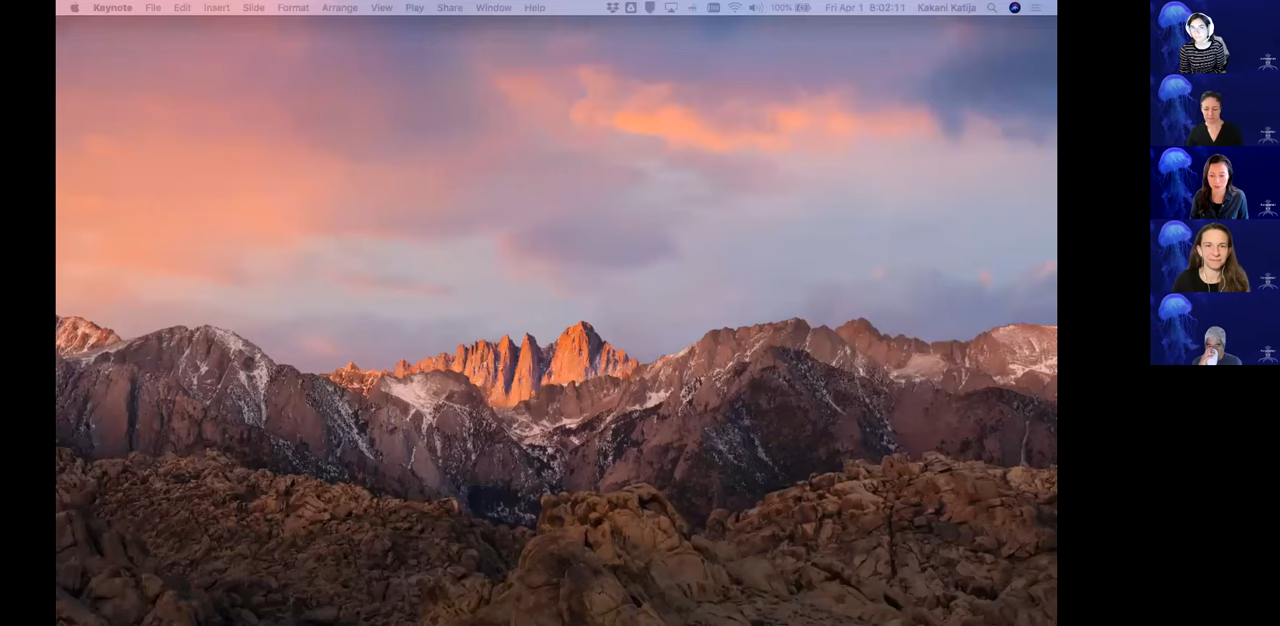 Keynote File Edit Insert Slide Format Arrange View Play Share Window Help 100% Fri Apr 1 8:02:11 Kakani Katija